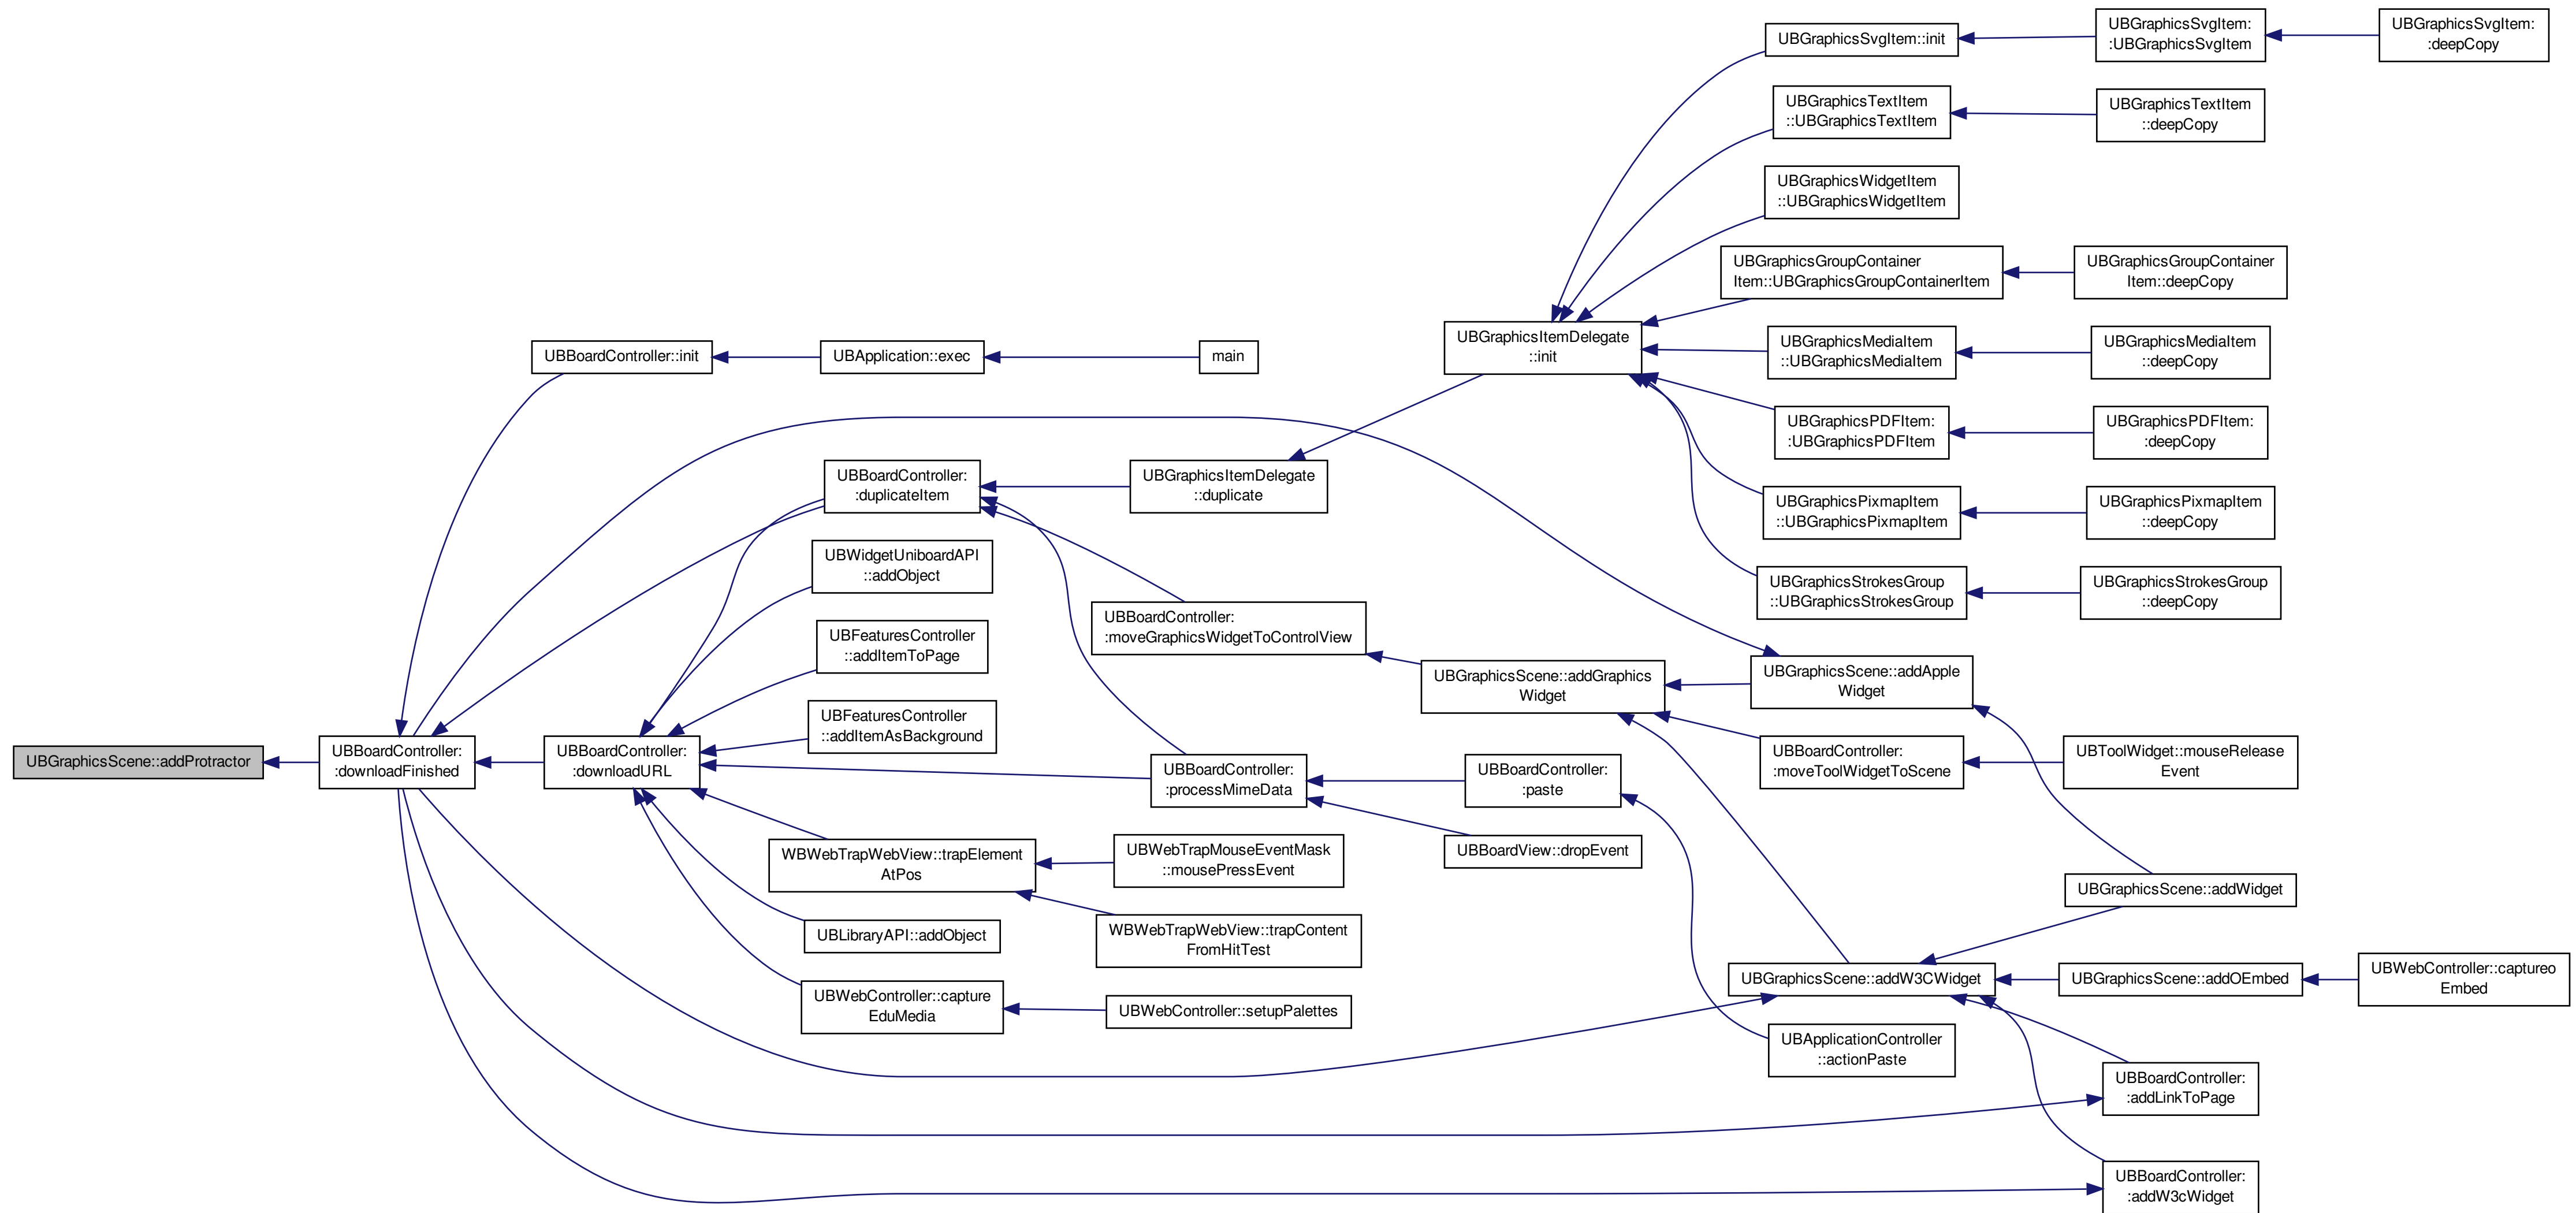 UBGraphicsScene::addProtractor
UBBoardController:
:downloadFinished
UBBoardController::init
UBApplication::exec
main
UBBoardController:
:downloadURL
UBBoardController:
:duplicateItem
UBWidgetUniboardAPI
::addObject
UBFeaturesController
::addItemToPage
UBFeaturesController
::addItemAsBackground
WBWebTrapWebView::trapElement
AtPos
UBLibraryAPI::addObject
UBWebController::capture
EduMedia
UBGraphicsItemDelegate
::duplicate
UBBoardController:
:moveGraphicsWidgetToControlView
UBBoardController:
:processMimeData
UBWebTrapMouseEventMask
::mousePressEvent
WBWebTrapWebView::trapContent
FromHitTest
UBWebController::setupPalettes
UBGraphicsItemDelegate
::init
UBGraphicsScene::addGraphics
Widget
UBBoardController:
:paste
UBBoardView::dropEvent
UBGraphicsSvgItem::init
UBGraphicsTextItem
::UBGraphicsTextItem
UBGraphicsWidgetItem
::UBGraphicsWidgetItem
UBGraphicsGroupContainer
Item::UBGraphicsGroupContainerItem
UBGraphicsMediaItem
::UBGraphicsMediaItem
UBGraphicsPDFItem:
:UBGraphicsPDFItem
UBGraphicsPixmapItem
::UBGraphicsPixmapItem
UBGraphicsStrokesGroup
::UBGraphicsStrokesGroup
UBGraphicsScene::addApple
Widget
UBBoardController:
:moveToolWidgetToScene
UBGraphicsScene::addW3CWidget
UBApplicationController
::actionPaste
UBGraphicsSvgItem:
:UBGraphicsSvgItem
UBGraphicsTextItem
::deepCopy
UBGraphicsGroupContainer
Item::deepCopy
UBGraphicsMediaItem
::deepCopy
UBGraphicsPDFItem:
:deepCopy
UBGraphicsPixmapItem
::deepCopy
UBGraphicsStrokesGroup
::deepCopy
UBToolWidget::mouseRelease
Event
UBGraphicsScene::addWidget
UBGraphicsScene::addOEmbed
UBBoardController:
:addLinkToPage
UBBoardController:
:addW3cWidget
UBGraphicsSvgItem:
:deepCopy
UBWebController::captureo
Embed